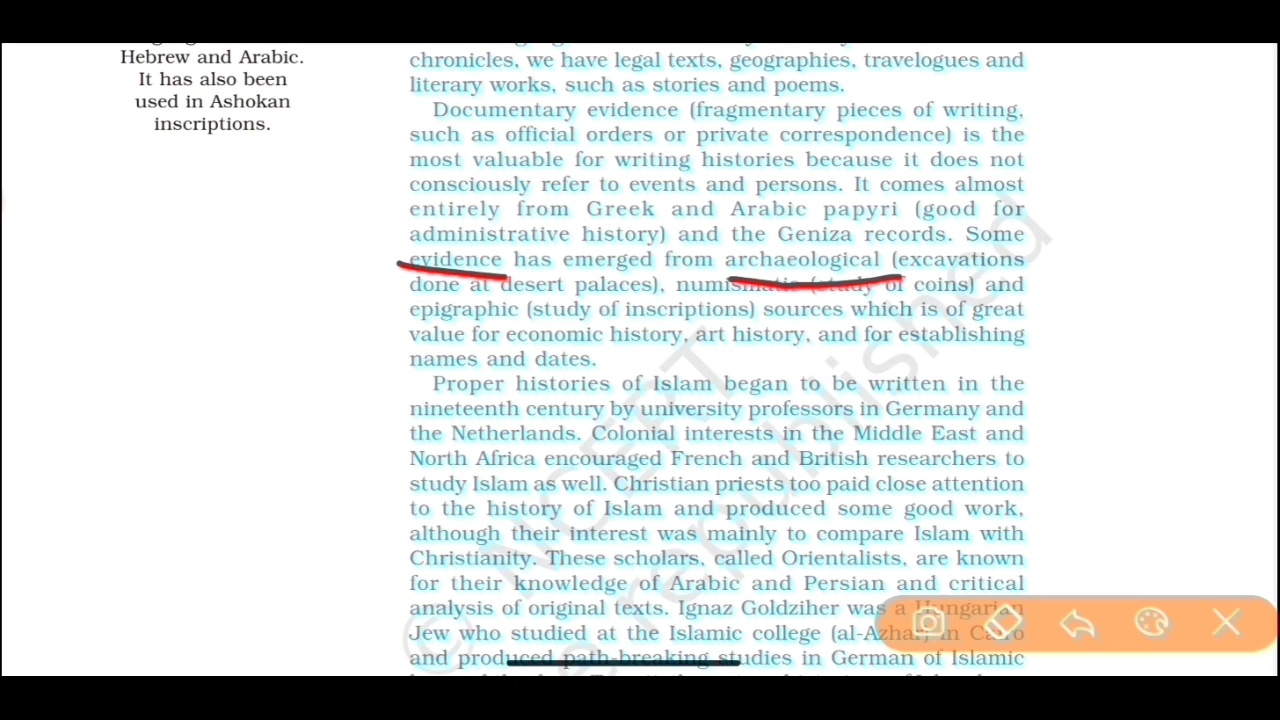 Hebrew and Arabic.
It has also been
used in Ashokan
inscriptions.
chronicles, we have legal texts, geographies, travelogues and
literary works, such as stories and poems.
Documentary evidence (fragmentary pieces of writing,
such as official orders or private correspondence) is the
most valuable for writing histories because it does not
consciously refer to events and persons. It comes almost
entirely from Greek and Arabic papyri (good for
administrative history) and the Geniza records. Some
evidence has emerged from archaeological (excavations
done at desert palaces), numismatic (study of coins) and
epigraphic (study of inscriptions) sources which is of great
value for economic history, art history, and for establishing
names and dates.
Proper histories of Islam began to be written in the
nineteenth century by university professors in Germany and
the Netherlands. Colonial interests in the Middle East and
North Africa encouraged French and British researchers to
study Islam as well. Christian priests too paid close attention
to the history of Islam and produced some good work,
although their interest was mainly to compare Islam with
Christianity. These scholars, called Orientalists, are known
for their knowledge of Arabic and Persian and critical
analysis of original texts. Ignaz Goldziher was a Hungarian
Jew who studied at the Islamic college (al-Azhar) in Cairo
and produced path-breaking studies in German of Islamic
© NCERT
republished